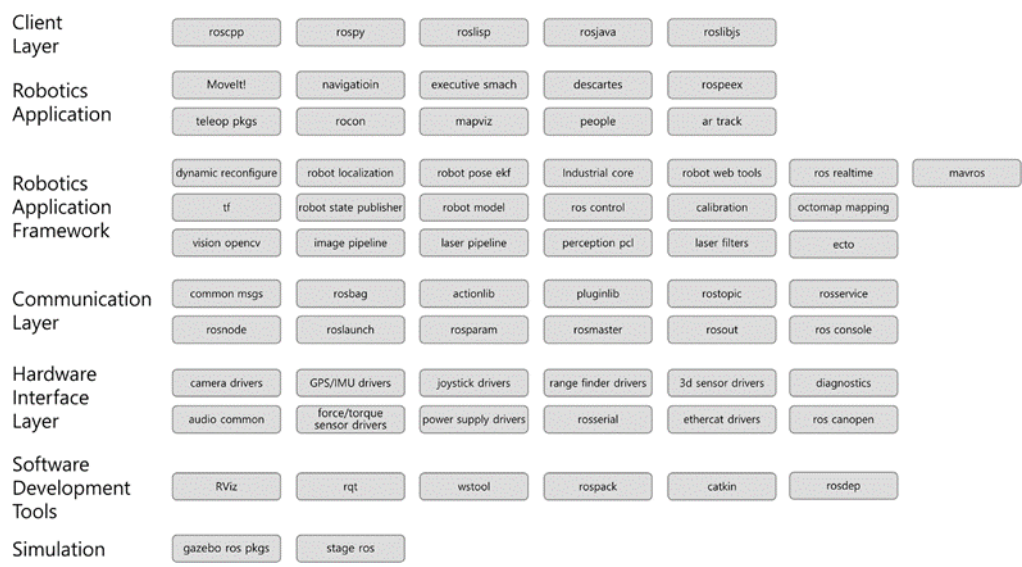 Client
Layer
roscpp rospy roslisp rosjava roslibjs
Robotics
Application
MoveIt! navigatioin executive smach descartes rospeex
teleop pkgs rocon mapviz people ar track
Robotics
Application
Framework
dynamic reconfigure robot localization robot pose ekf Industrial core robot web tools ros realtime mavros
tf robot state publisher robot model ros control calibration octomap mapping
vision opencv image pipeline laser pipeline perception pcl laser filters ecto
Communication
Layer
common msgs rosbag actionlib pluginlib rostopic rosservice
rosnode roslaunch rosparam rosmaster rosout ros console
Hardware
Interface
Layer
camera drivers GPS/IMU drivers joystick drivers range finder drivers 3d sensor drivers diagnostics
audio common force/torque
sensor drivers power supply drivers rosserial ethercat drivers ros canopen
Software
Development
Tools
RViz rqt wstool rospack catkin rosdep
Simulation
gazebo ros pkgs stage ros